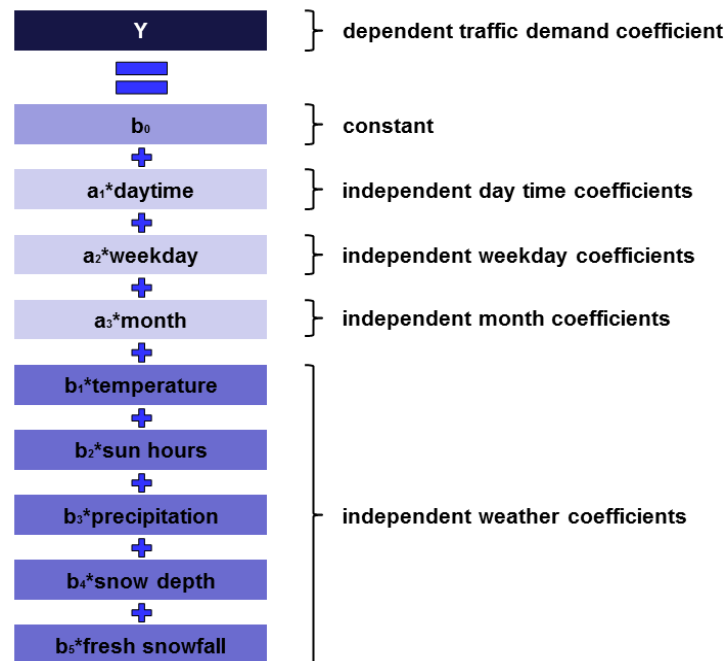 Y dependent traffic demand coefficient
b₀ constant
a₁*daytime independent day time coefficients
a₂*weekday independent weekday coefficients
a₃*month independent month coefficients
b₁*temperature
b₂*sun hours
b₃*precipitation independent weather coefficients
b₄*snow depth
b₅*fresh snowfall